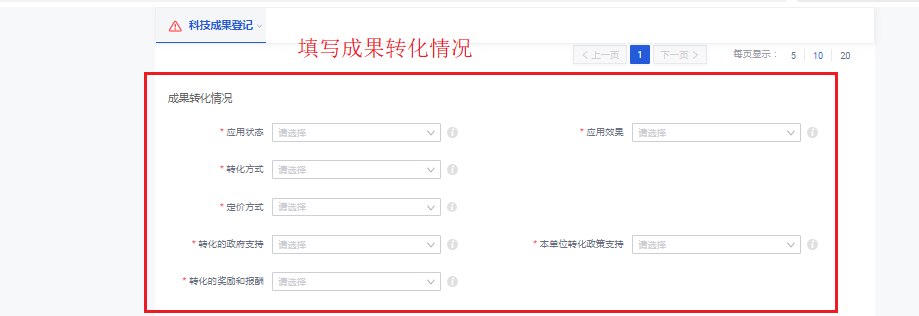 科技成果登记
填写成果转化情况
< 上一页 1 下一页 > 每页显示： 5 10 20
成果转化情况
* 应用状态 请选择 * 应用效果 请选择
* 转化方式 请选择
* 定价方式 请选择
* 转化的政府支持 请选择 * 本单位转化政策支持 请选择
* 转化的奖励和报酬 请选择